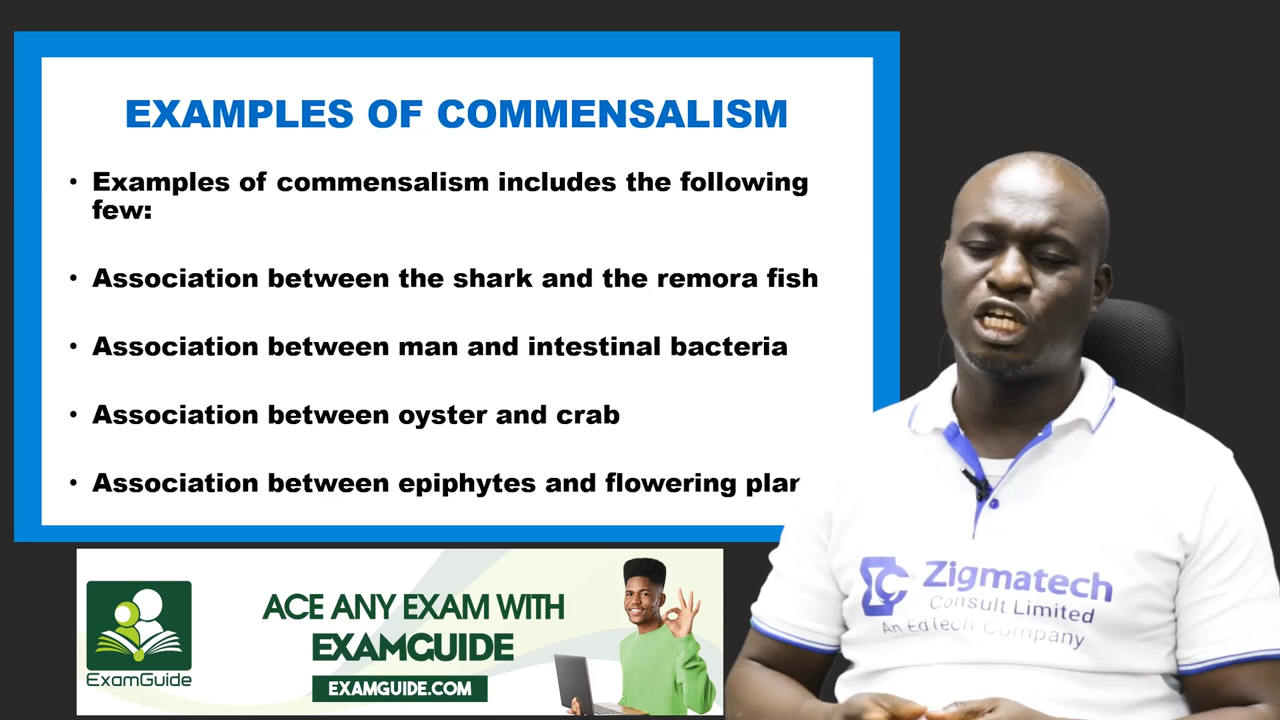 EXAMPLES OF COMMENSALISM
• Examples of commensalism includes the following
few:
• Association between the shark and the remora fish
• Association between man and intestinal bacteria
• Association between oyster and crab
• Association between epiphytes and flowering
ExamGuide
ACE ANY EXAM WITH
EXAMGUIDE
EXAMGUIDE.COM
Zigmatech
Consult Limited
An EdTech Company